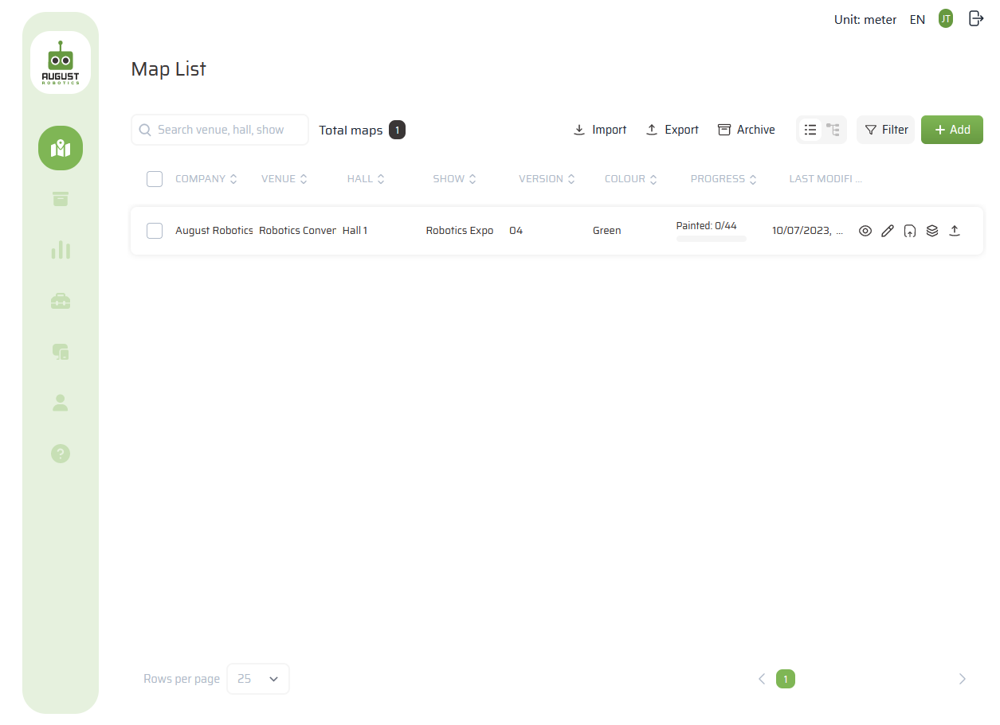 Unit: meter EN JT
AUGUST
ROBOTICS
Map List
Search venue, hall, show Total maps 1 Import Export Archive Filter + Add
COMPANY VENUE HALL SHOW VERSION COLOUR PROGRESS LAST MODIFI ...
August Robotics Robotics Conver Hall 1 Robotics Expo 04 Green Painted: 0/44 10/07/2023, ...
Rows per page 25 1